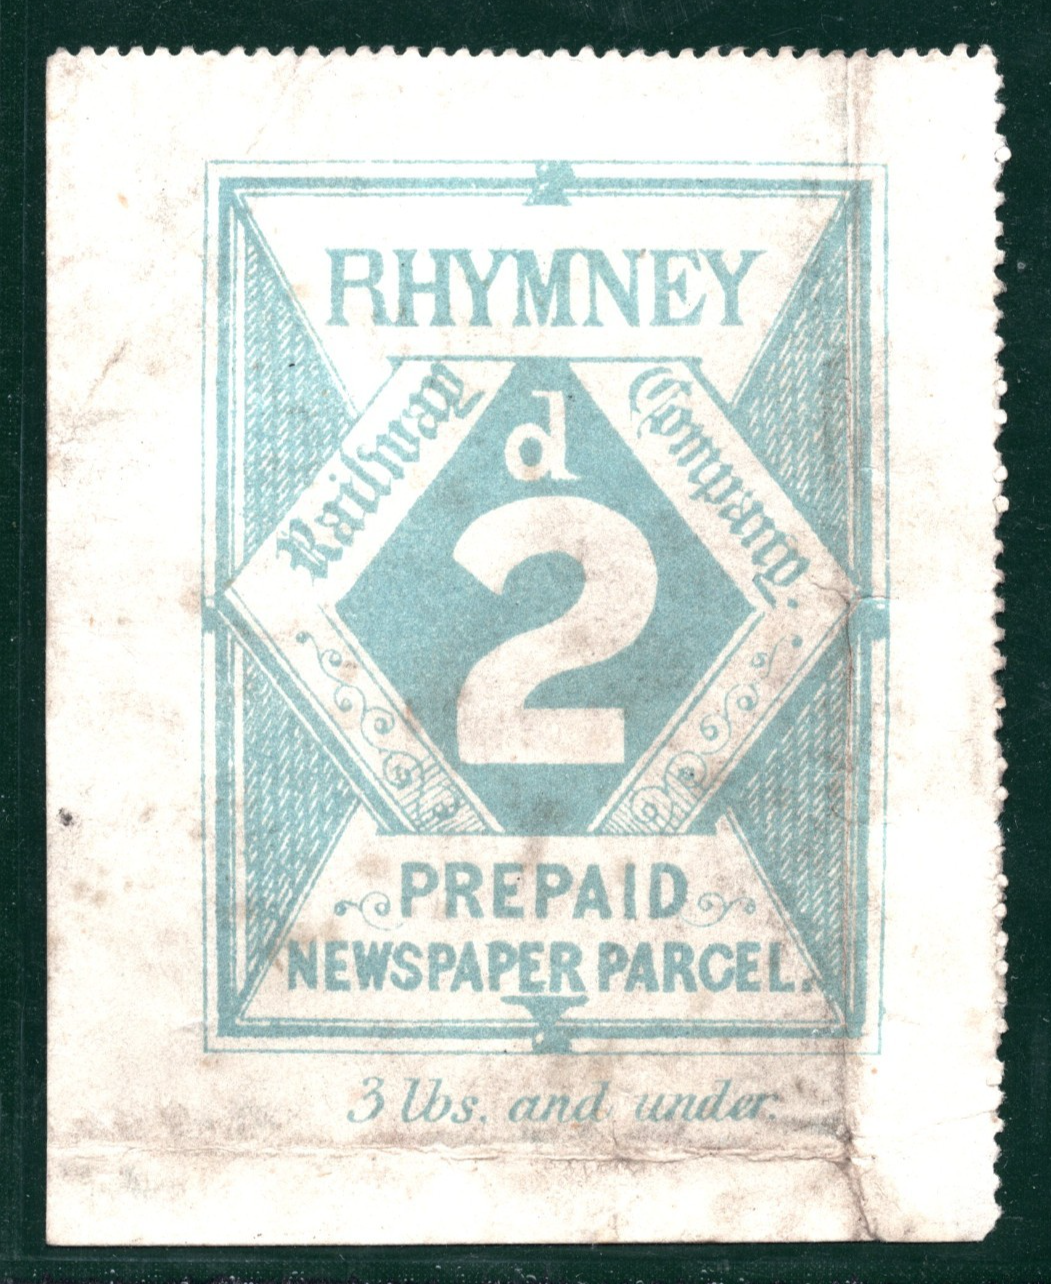 RHYMNEY
Railway Company.
d
2
PREPAID
NEWSPAPER PARCEL.
3 lbs. and under.